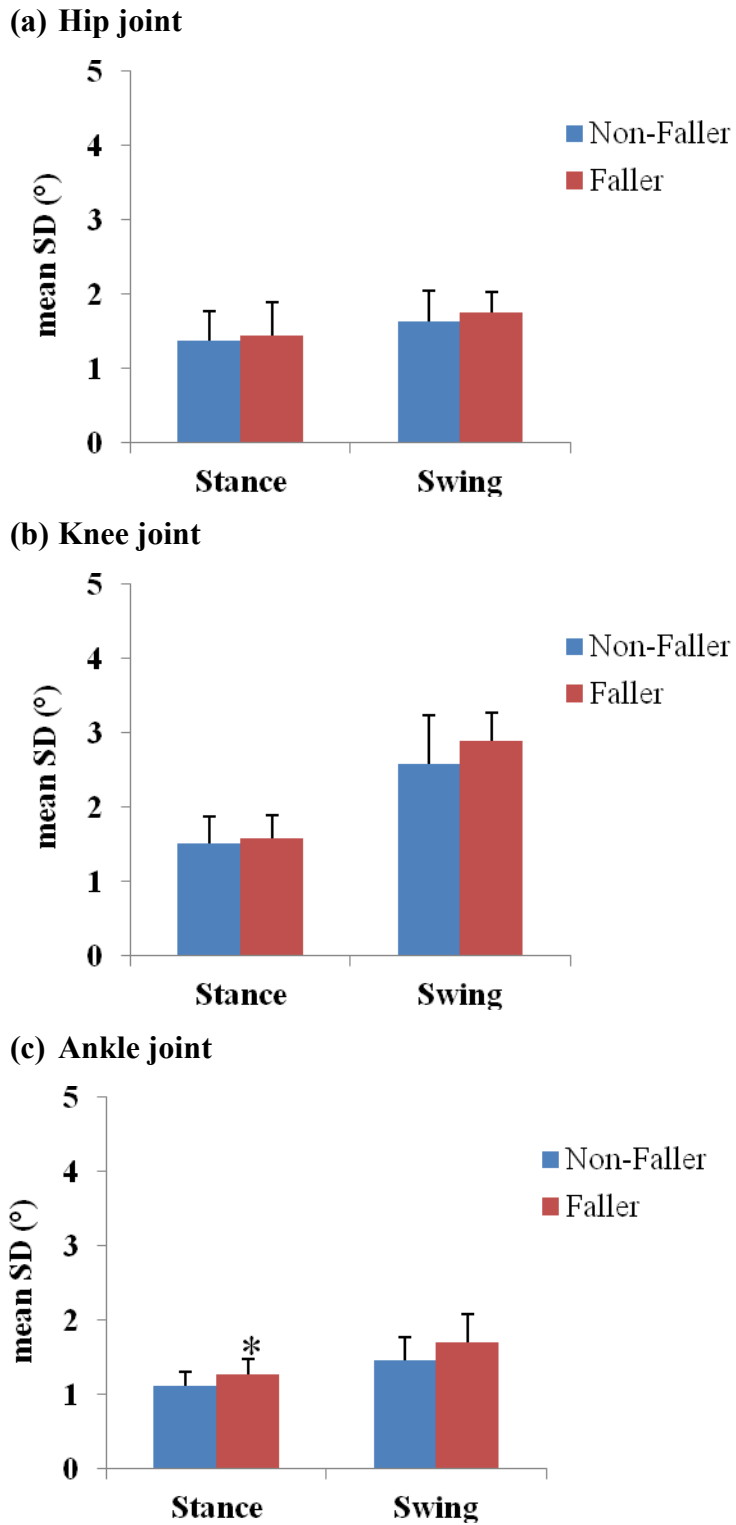 (a) Hip joint
5
4
3
2
1
0
mean SD (°)
Non-Faller
Faller
Stance Swing
(b) Knee joint
5
4
3
2
1
0
mean SD (°)
Non-Faller
Faller
Stance Swing
(c) Ankle joint
5
4
3
2
1
0
mean SD (°)
Non-Faller
Faller
*
Stance Swing